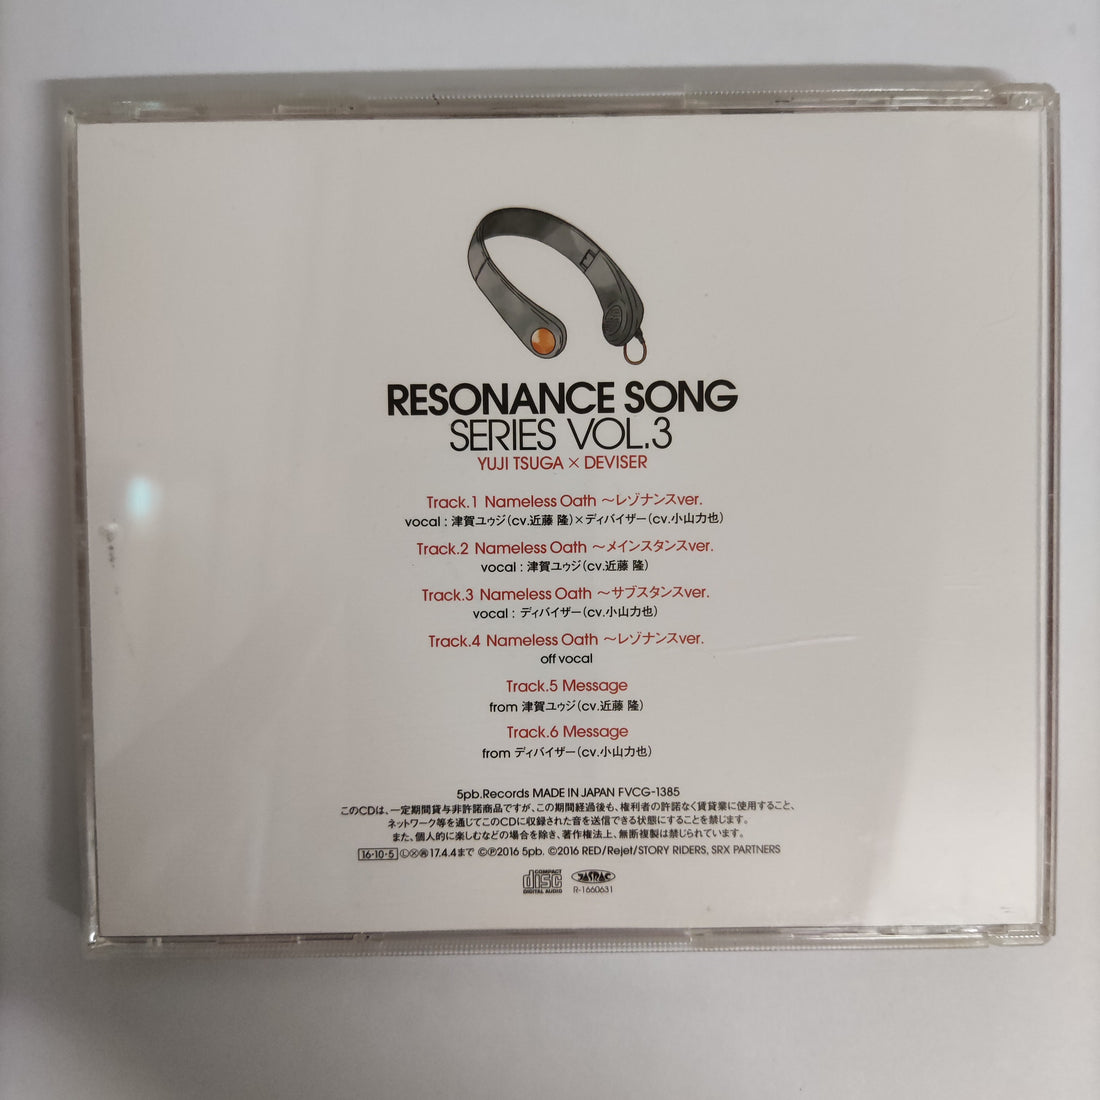 RESONANCE SONG
SERIES VOL.3
YUJI TSUGA × DEVISER
Track.1 Nameless Oath ～レゾナンスver.
vocal : 津賀ユゥジ(cv.近藤 隆)×ディバイザー(cv.小山力也)
Track.2 Nameless Oath ～メインスタンスver.
vocal : 津賀ユゥジ(cv.近藤 隆)
Track.3 Nameless Oath ～サブスタンスver.
vocal : ディバイザー(cv.小山力也)
Track.4 Nameless Oath ～レゾナンスver.
off vocal
Track.5 Message
from 津賀ユゥジ(cv.近藤 隆)
Track.6 Message
from ディバイザー(cv.小山力也)
5pb.Records MADE IN JAPAN FVCG-1385
このCDは、一定期間貸与非許諾商品ですが、この期間経過後も、権利者の許諾なく賃貸業に使用すること、
ネットワーク等を通じてこのCDに収録された音を送信できる状態にすることを禁じます。
また、個人的に楽しむなどの場合を除き、著作権法上、無断複製は禁じられています。
16·10·5 Ⓛ Ⓧ ㊢ 17.4.4まで ©℗2016 5pb. ©2016 RED/Rejet/STORY RIDERS, SRX PARTNERS
COMPACT
disc
DIGITAL AUDIO
JASRAC
R-1660631